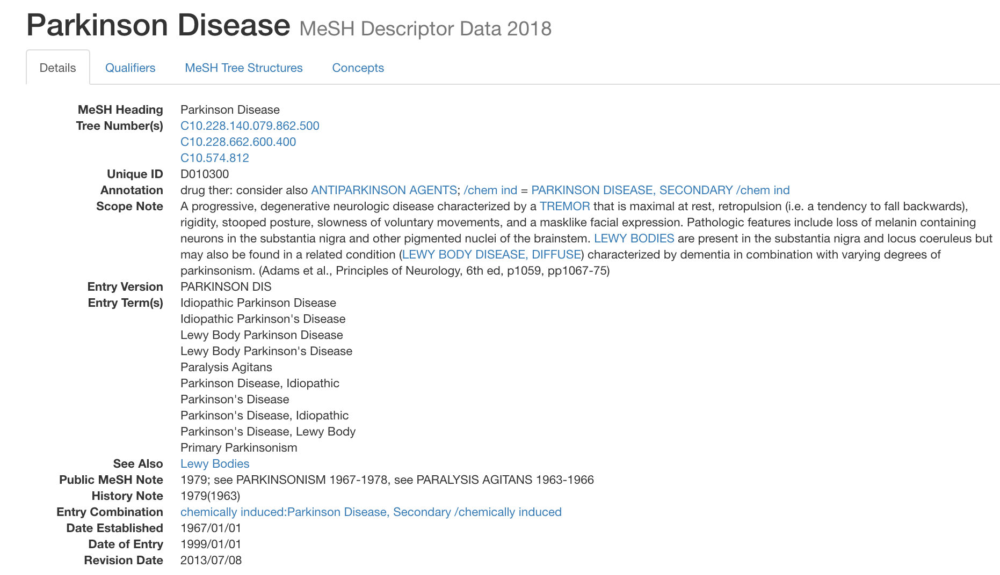 Parkinson Disease MeSH Descriptor Data 2018
Details Qualifiers MeSH Tree Structures Concepts
MeSH Heading Parkinson Disease
Tree Number(s) C10.228.140.079.862.500
C10.228.662.600.400
C10.574.812
Unique ID D010300
Annotation drug ther: consider also ANTIPARKINSON AGENTS; /chem ind = PARKINSON DISEASE, SECONDARY /chem ind
Scope Note A progressive, degenerative neurologic disease characterized by a TREMOR that is maximal at rest, retropulsion (i.e. a tendency to fall backwards),
rigidity, stooped posture, slowness of voluntary movements, and a masklike facial expression. Pathologic features include loss of melanin containing
neurons in the substantia nigra and other pigmented nuclei of the brainstem. LEWY BODIES are present in the substantia nigra and locus coeruleus but
may also be found in a related condition (LEWY BODY DISEASE, DIFFUSE) characterized by dementia in combination with varying degrees of
parkinsonism. (Adams et al., Principles of Neurology, 6th ed, p1059, pp1067-75)
Entry Version PARKINSON DIS
Entry Term(s) Idiopathic Parkinson Disease
Idiopathic Parkinson's Disease
Lewy Body Parkinson Disease
Lewy Body Parkinson's Disease
Paralysis Agitans
Parkinson Disease, Idiopathic
Parkinson's Disease
Parkinson's Disease, Idiopathic
Parkinson's Disease, Lewy Body
Primary Parkinsonism
See Also Lewy Bodies
Public MeSH Note 1979; see PARKINSONISM 1967-1978, see PARALYSIS AGITANS 1963-1966
History Note 1979(1963)
Entry Combination chemically induced:Parkinson Disease, Secondary /chemically induced
Date Established 1967/01/01
Date of Entry 1999/01/01
Revision Date 2013/07/08